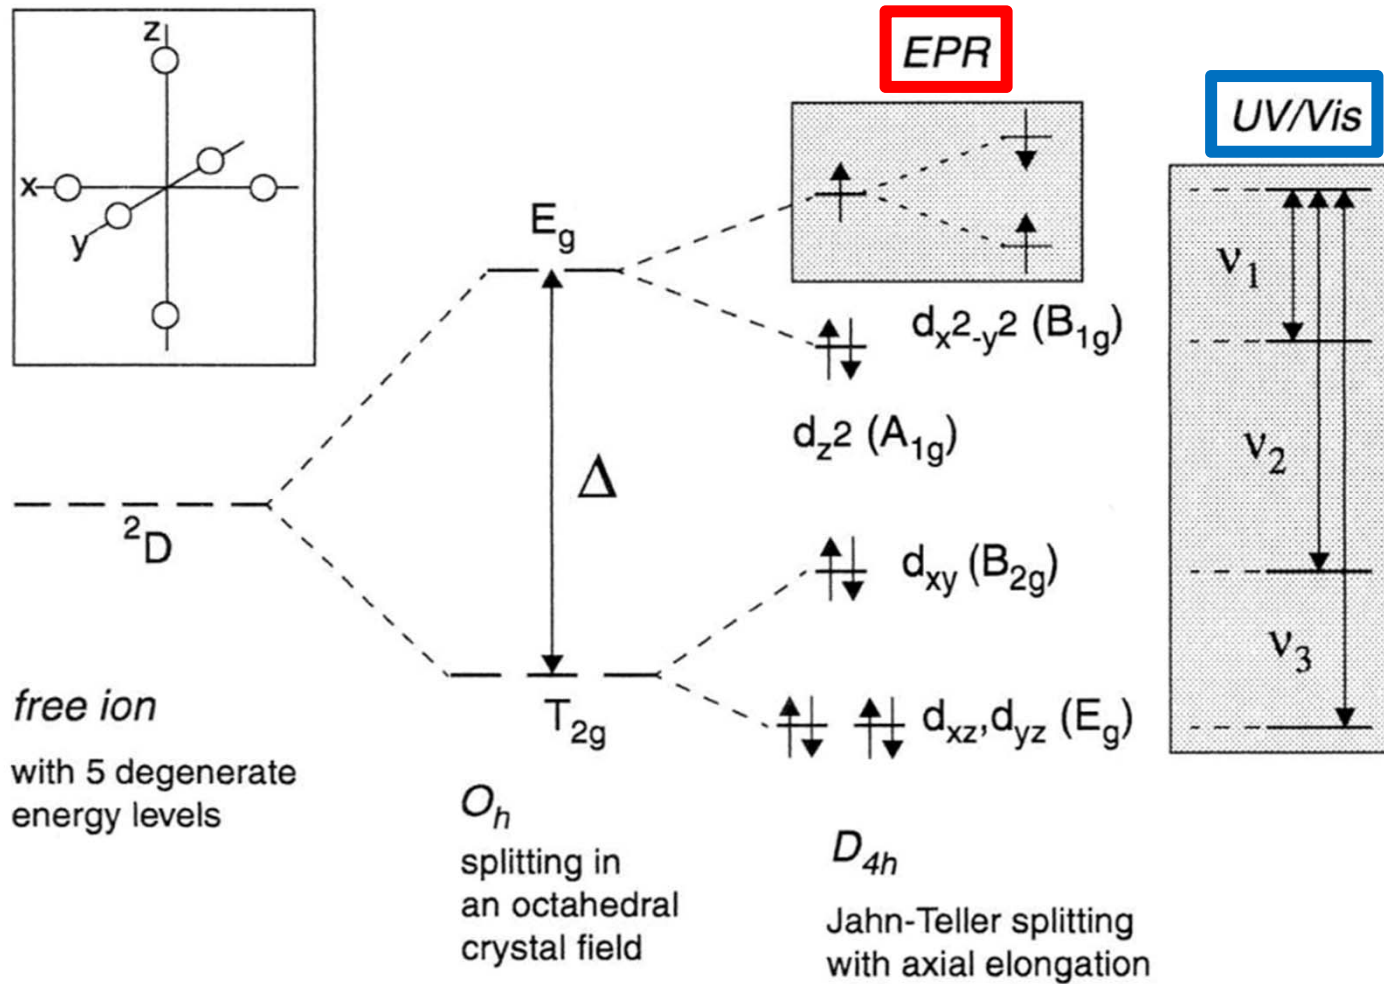 z
x
y
EPR
UV/Vis
E_g
Δ
²D
T_2g
d_x²-y² (B_1g)
d_z² (A_1g)
d_xy (B_2g)
d_xz,d_yz (E_g)
ν_1
ν_2
ν_3
free ion
with 5 degenerate
energy levels
O_h
splitting in
an octahedral
crystal field
D_4h
Jahn-Teller splitting
with axial elongation